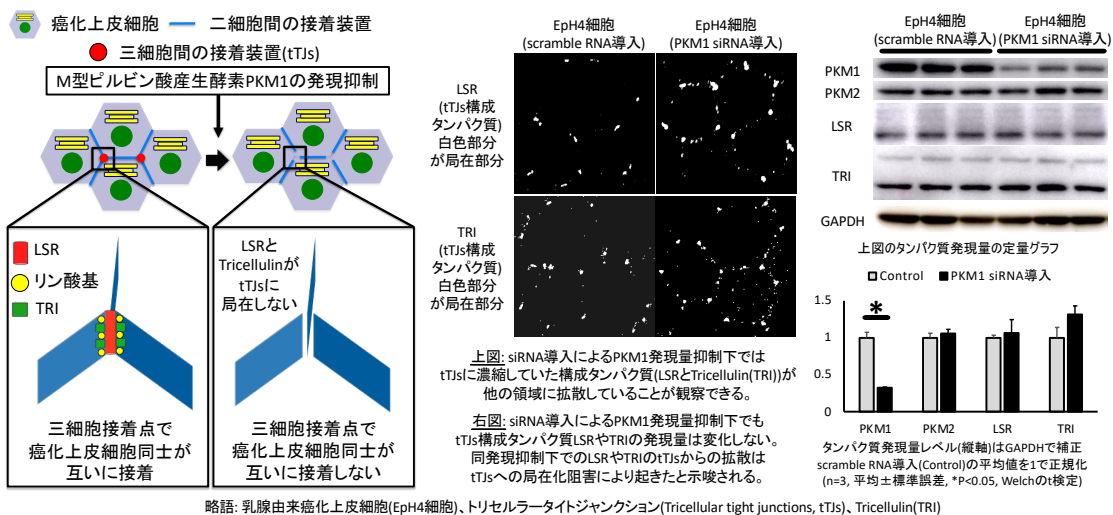 癌化上皮細胞
二細胞間の接着装置
三細胞間の接着装置(tTJs)
M型ピルビン酸産生酵素PKM1の発現抑制
LSR
リン酸基
TRI
三細胞接着点で
癌化上皮細胞同士が
互いに接着
LSRと
Tricellulinが
tTJsに
局在しない
三細胞接着点で
癌化上皮細胞同士が
互いに接着しない
EpH4細胞
(scramble RNA導入)
EpH4細胞
(PKM1 siRNA導入)
LSR
(tTJs構成
タンパク質)
白色部分
が局在部分
TRI
(tTJs構成
タンパク質)
白色部分
が局在部分
上図: siRNA導入によるPKM1発現量抑制下では
tTJsに濃縮していた構成タンパク質(LSRとTricellulin(TRI))が
他の領域に拡散していることが観察できる。
右図: siRNA導入によるPKM1発現量抑制下でも
tTJs構成タンパク質LSRやTRIの発現量は変化しない。
同発現抑制下でのLSRやTRIのtTJsからの拡散は
tTJsへの局在化阻害により起きたと示唆される。
EpH4細胞
(scramble RNA導入)
EpH4細胞
(PKM1 siRNA導入)
PKM1
PKM2
LSR
TRI
GAPDH
上図のタンパク質発現量の定量グラフ
Control
PKM1 siRNA導入
1.5
1
0.5
0
*
PKM1
PKM2
LSR
TRI
タンパク質発現量レベル(縦軸)はGAPDHで補正
scramble RNA導入(Control)の平均値を1で正規化
(n=3, 平均±標準誤差, *P<0.05, Welchのt検定)
略語: 乳腺由来癌化上皮細胞(EpH4細胞)、トリセルラータイトジャンクション(Tricellular tight junctions, tTJs)、Tricellulin(TRI)